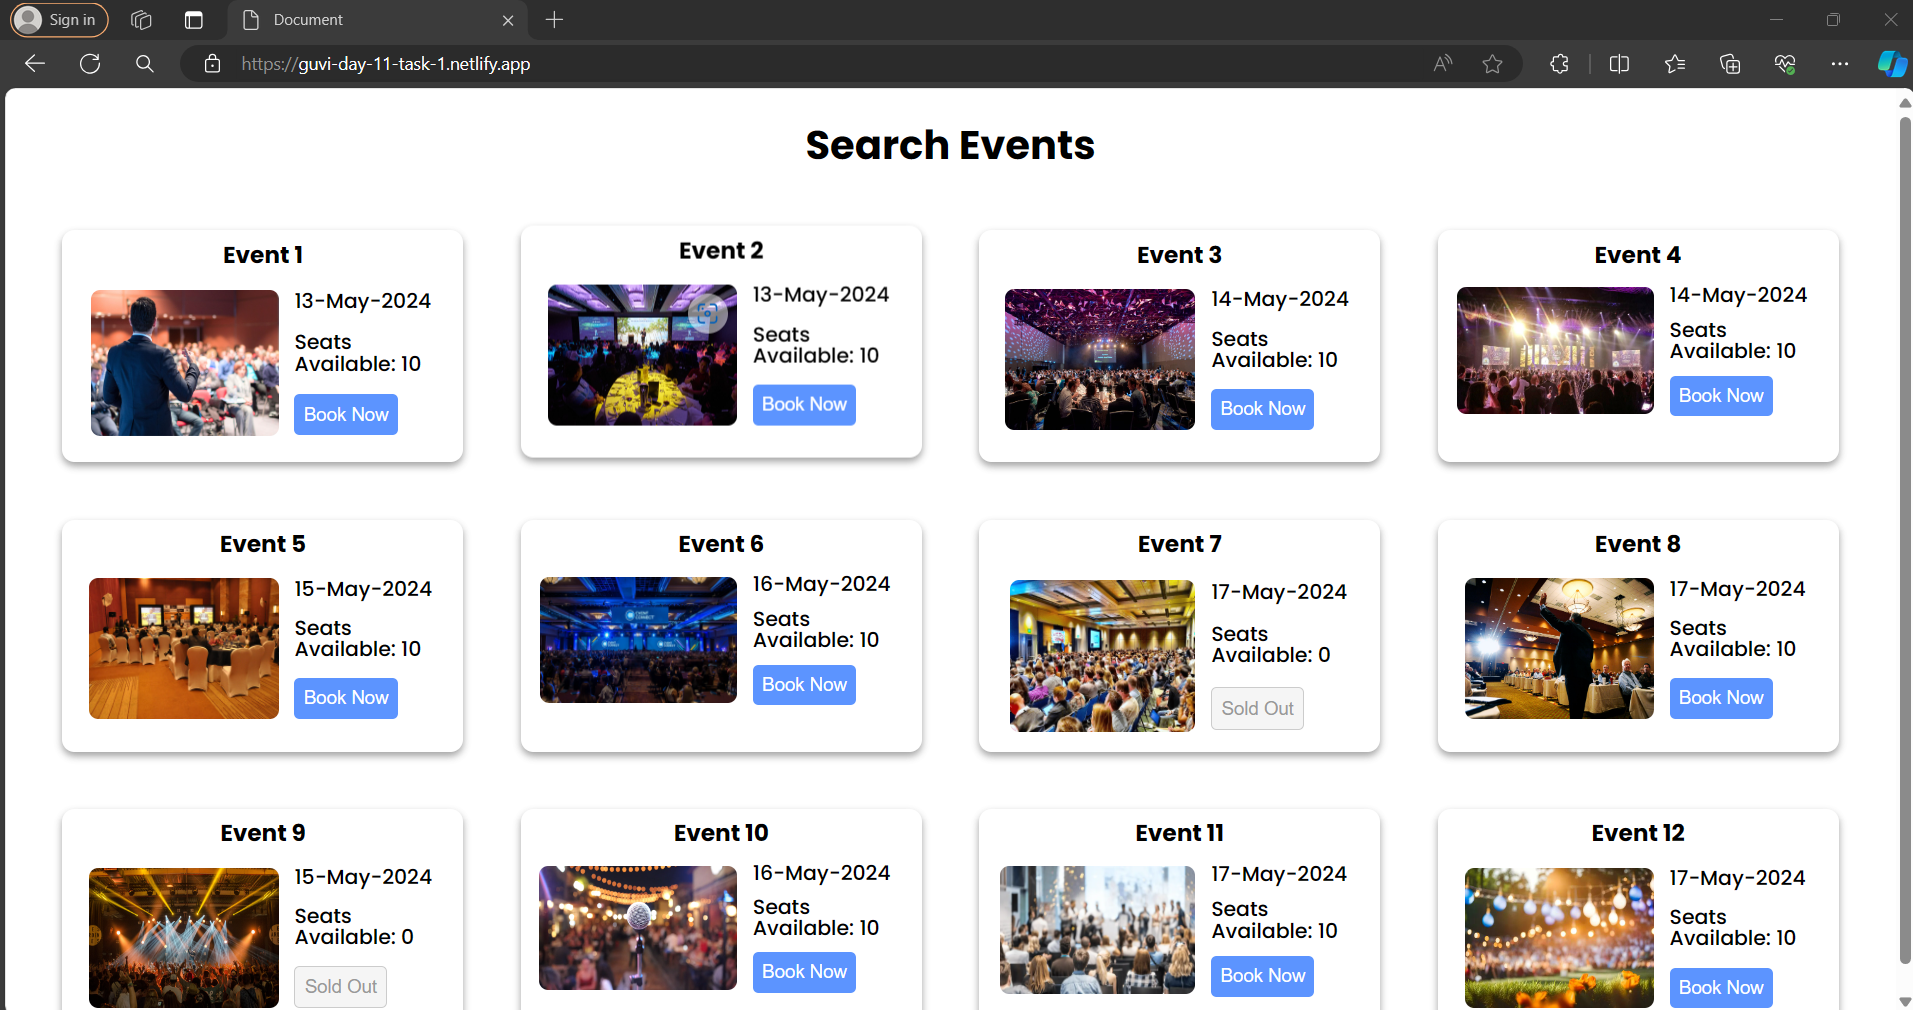 Sign in
Document
https://guvi-day-11-task-1.netlify.app
Search Events
Event 1
13-May-2024
Seats
Available: 10
Book Now
Event 2
13-May-2024
Seats
Available: 10
Book Now
Event 3
14-May-2024
Seats
Available: 10
Book Now
Event 4
14-May-2024
Seats
Available: 10
Book Now
Event 5
15-May-2024
Seats
Available: 10
Book Now
Event 6
16-May-2024
Seats
Available: 10
Book Now
Event 7
17-May-2024
Seats
Available: 0
Sold Out
Event 8
17-May-2024
Seats
Available: 10
Book Now
Event 9
15-May-2024
Seats
Available: 0
Sold Out
Event 10
16-May-2024
Seats
Available: 10
Book Now
Event 11
17-May-2024
Seats
Available: 10
Book Now
Event 12
17-May-2024
Seats
Available: 10
Book Now